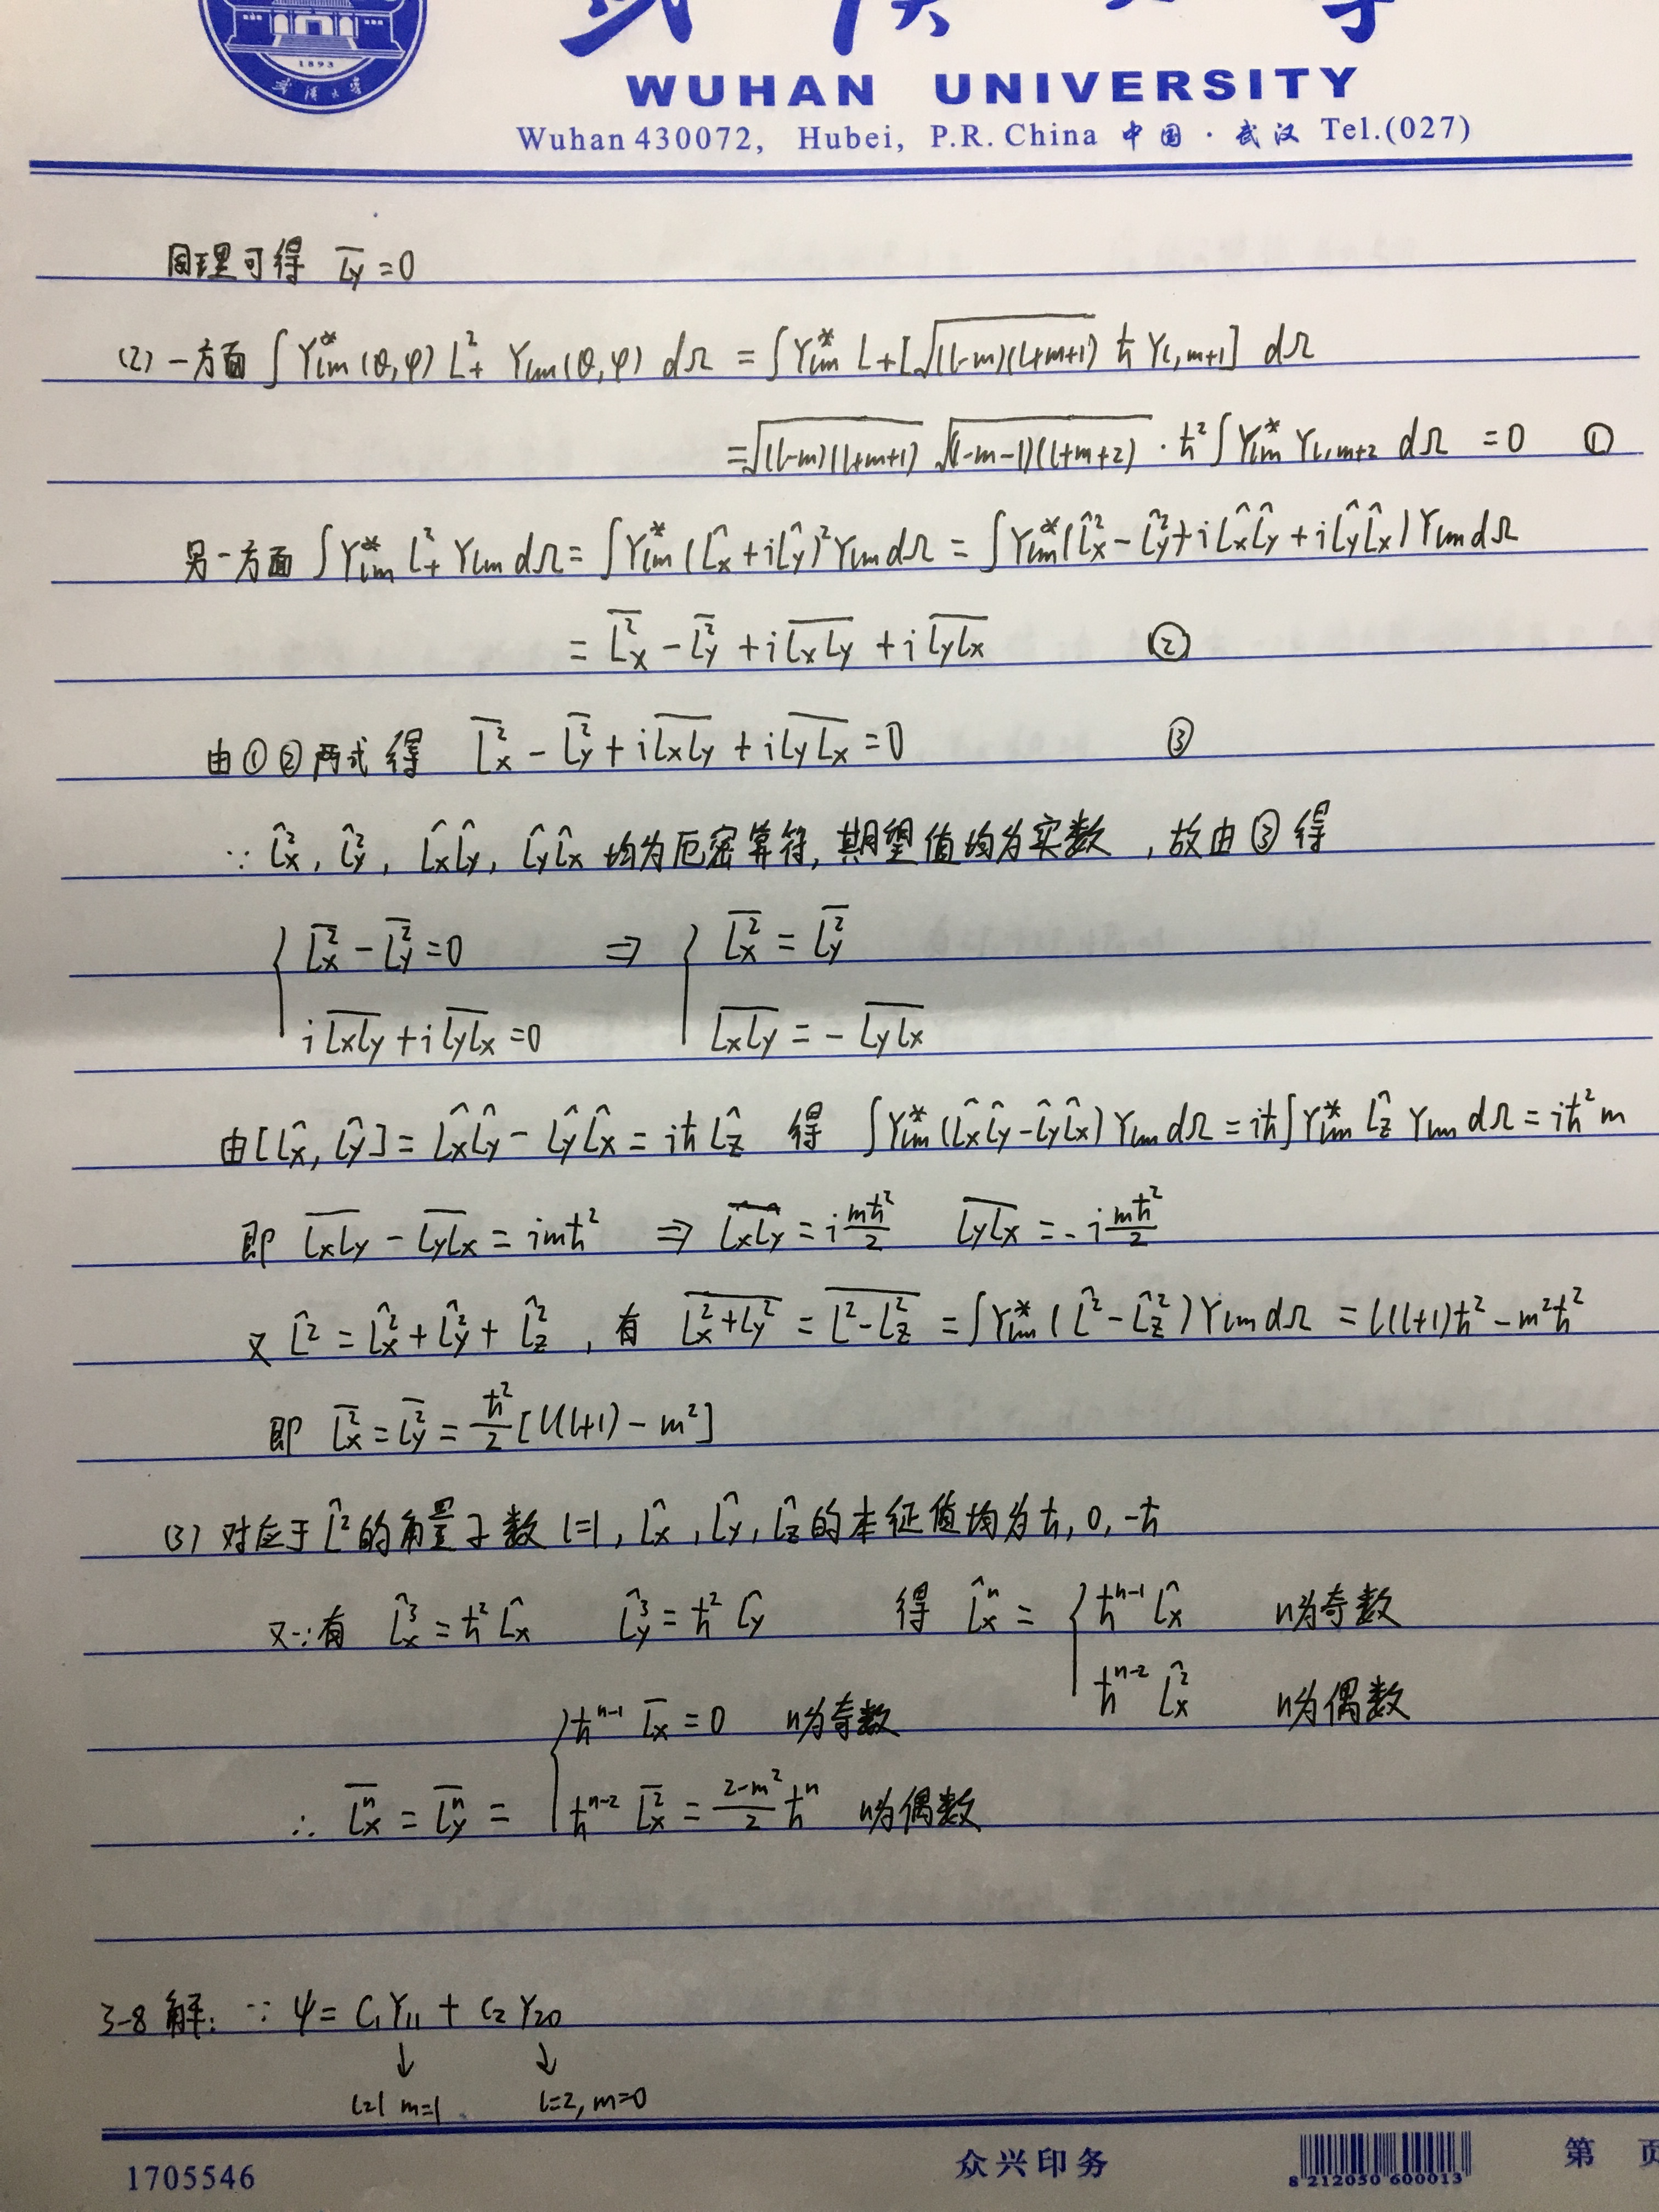 1893
WUHAN UNIVERSITY
Wuhan 430072, Hubei, P.R. China 中国·武汉 Tel.(027)
同理可得 $\overline{L_y}=0$
(2) 一方面 $\int Y_{lm}^*(\theta,\varphi) L_+^2 Y_{lm}(\theta,\varphi) d\Omega = \int Y_{lm}^* L_+[\sqrt{(l-m)(l+m+1)}\hbar Y_{l,m+1}] d\Omega$
$=\sqrt{(l-m)(l+m+1)}\sqrt{(l-m-1)(l+m+2)}\cdot\hbar^2\int Y_{lm}^* Y_{l,m+2} d\Omega = 0$ ①
另一方面 $\int Y_{lm}^* \hat{L}_+^2 Y_{lm} d\Omega = \int Y_{lm}^*(\hat{L}_x+i\hat{L}_y)^2 Y_{lm} d\Omega = \int Y_{lm}^*(\hat{L}_x^2-\hat{L}_y^2+i\hat{L}_x\hat{L}_y+i\hat{L}_y\hat{L}_x) Y_{lm} d\Omega$
$=\overline{L_x^2}-\overline{L_y^2}+i\overline{L_xL_y}+i\overline{L_yL_x}$ ②
由①②两式得 $\overline{L_x^2}-\overline{L_y^2}+i\overline{L_xL_y}+i\overline{L_yL_x}=0$ ③
∵ $\hat{L}_x^2, \hat{L}_y^2, \hat{L}_x\hat{L}_y, \hat{L}_y\hat{L}_x$ 均为厄密算符,期望值均为实数,故由③得
$\begin{cases}\overline{L_x^2}-\overline{L_y^2}=0\\ i\overline{L_xL_y}+i\overline{L_yL_x}=0\end{cases} \Rightarrow \begin{cases}\overline{L_x^2}=\overline{L_y^2}\\ \overline{L_xL_y}=-\overline{L_yL_x}\end{cases}$
由$[\hat{L}_x,\hat{L}_y]=\hat{L}_x\hat{L}_y-\hat{L}_y\hat{L}_x=i\hbar\hat{L}_z$ 得 $\int Y_{lm}^*(\hat{L}_x\hat{L}_y-\hat{L}_y\hat{L}_x)Y_{lm}d\Omega=i\hbar\int Y_{lm}^*\hat{L}_z Y_{lm}d\Omega=i\hbar^2m$
即 $\overline{L_xL_y}-\overline{L_yL_x}=im\hbar^2 \Rightarrow \overline{L_xL_y}=i\frac{m\hbar^2}{2}$ $\overline{L_yL_x}=-i\frac{m\hbar^2}{2}$
又 $\hat{L}^2=\hat{L}_x^2+\hat{L}_y^2+\hat{L}_z^2$, 有 $\overline{L_x^2+L_y^2}=\overline{L^2-L_z^2}=\int Y_{lm}^*(\hat{L}^2-\hat{L}_z^2)Y_{lm}d\Omega=l(l+1)\hbar^2-m^2\hbar^2$
即 $\overline{L_x^2}=\overline{L_y^2}=\frac{\hbar^2}{2}[l(l+1)-m^2]$
(3) 对应于$\hat{L}^2$的角量子数 $l=1$, $\hat{L}_x,\hat{L}_y,\hat{L}_z$的本征值均为$\hbar, 0, -\hbar$
又∵有 $\hat{L}_x^3=\hbar^2\hat{L}_x$ $\hat{L}_y^3=\hbar^2\hat{L}_y$ 得 $\hat{L}_x^n=\begin{cases}\hbar^{n-1}\hat{L}_x & n为奇数\\ \hbar^{n-2}\hat{L}_x^2 & n为偶数\end{cases}$
∴ $\overline{L_x^n}=\overline{L_y^n}=\begin{cases}\hbar^{n-1}\overline{L_x}=0 & n为奇数\\ \hbar^{n-2}\overline{L_x^2}=\frac{2-m^2}{2}\hbar^n & n为偶数\end{cases}$
3-8 解: ∵ $\psi=C_1Y_{11}+C_2Y_{20}$
↓ ↓
l=1 m=1 l=2, m=0
1705546 众兴印务 8 212050 600013 第 页